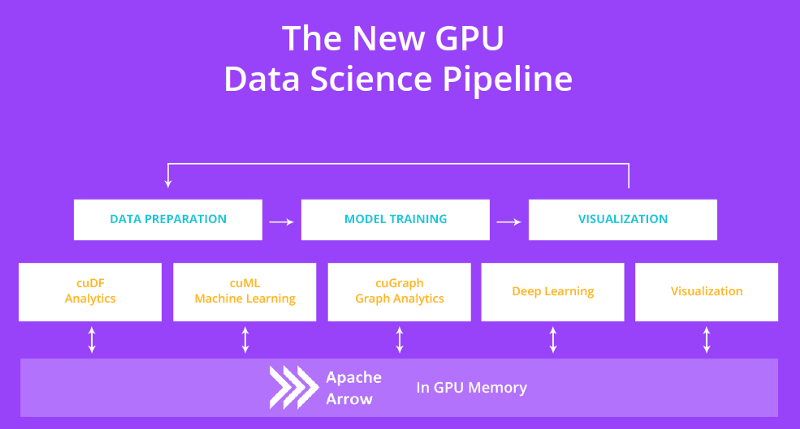 The New GPU
Data Science Pipeline
DATA PREPARATION
MODEL TRAINING
VISUALIZATION
cuDF
Analytics
cuML
Machine Learning
cuGraph
Graph Analytics
Deep Learning
Visualization
Apache
Arrow
In GPU Memory